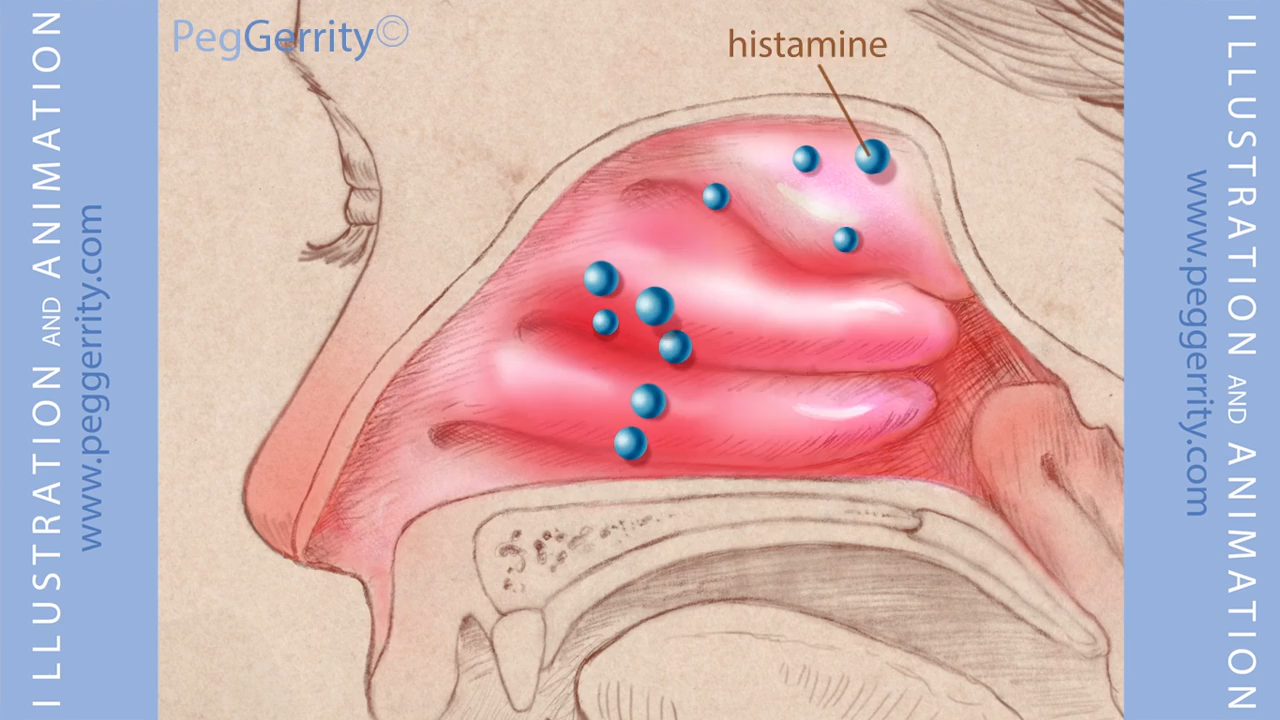 ILLUSTRATION AND ANIMATION
www.peggerrity.com
PegGerrity©
histamine
www.peggerrity.com
ILLUSTRATION AND ANIMATION